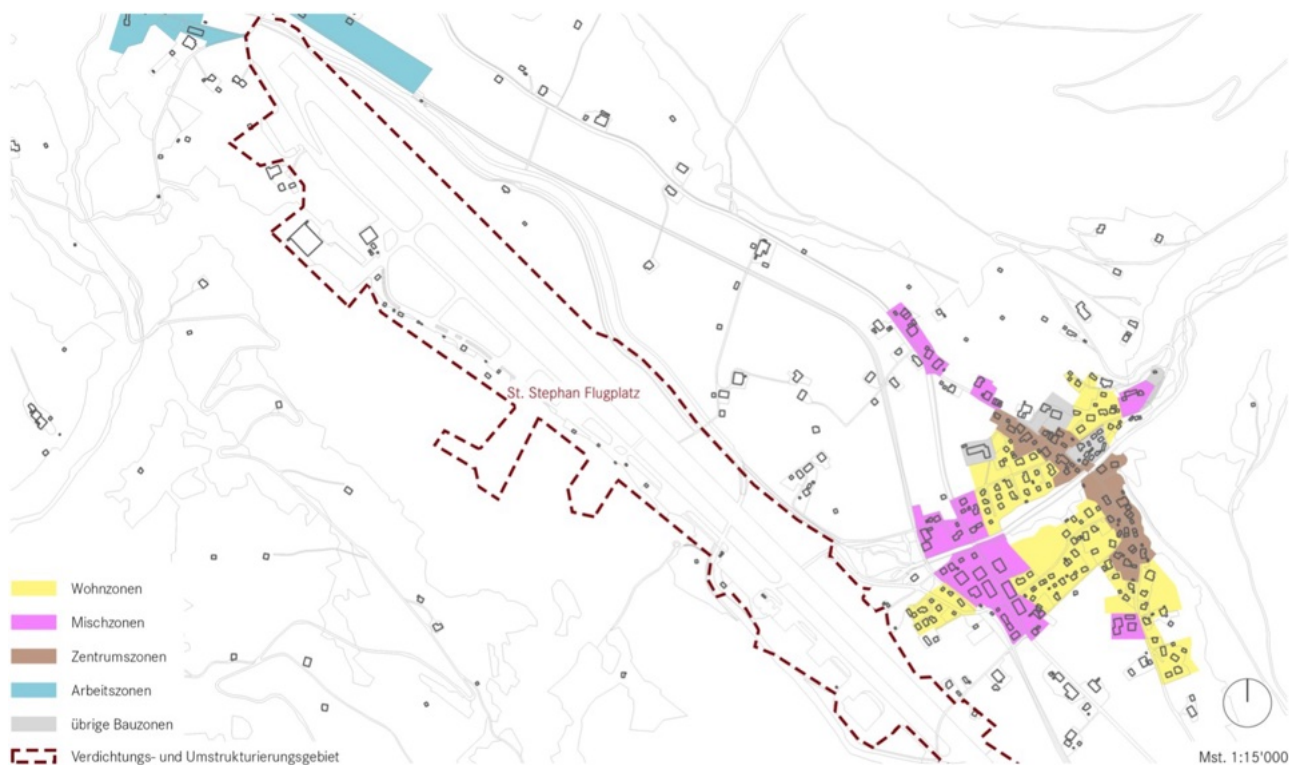 St. Stephan Flugplatz
Wohnzonen
Mischzonen
Zentrumszonen
Arbeitszonen
übrige Bauzonen
Verdichtungs- und Umstrukturierungsgebiet
Mst. 1:15'000